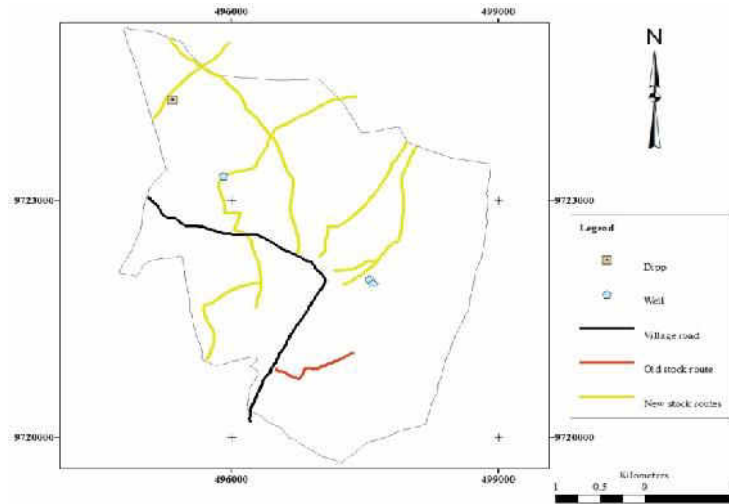 496000 499000
N
9723000 9723000
Legend
Dipp
Well
Village road
Old stock route
New stock routes
9720000 9720000
Kilometers
1 0.5 0
496000 499000